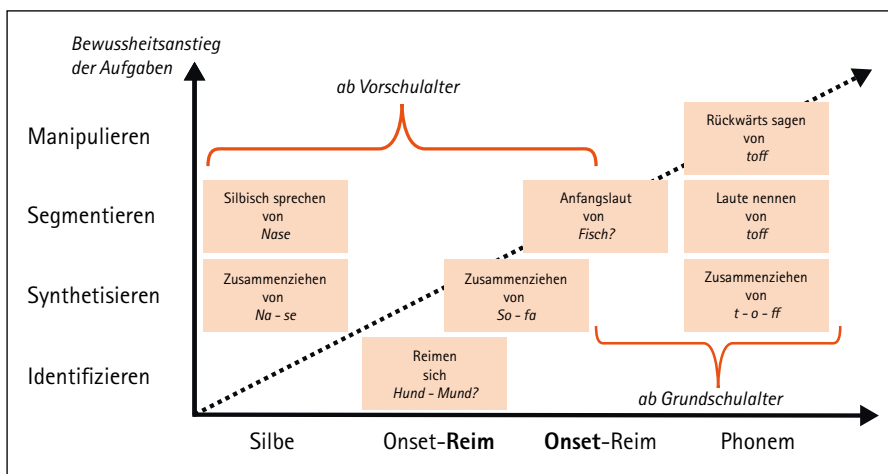 Bewussheitsanstieg
der Aufgaben
ab Vorschulalter
Manipulieren
Rückwärts sagen
von
toff
Segmentieren
Silbisch sprechen
von
Nase
Anfangslaut
von
Fisch?
Laute nennen
von
toff
Synthetisieren
Zusammenziehen
von
Na - se
Zusammenziehen
von
So - fa
Zusammenziehen
von
t - o - ff
Identifizieren
Reimen
sich
Hund - Mund?
ab Grundschulalter
Silbe
Onset-Reim
Onset-Reim
Phonem